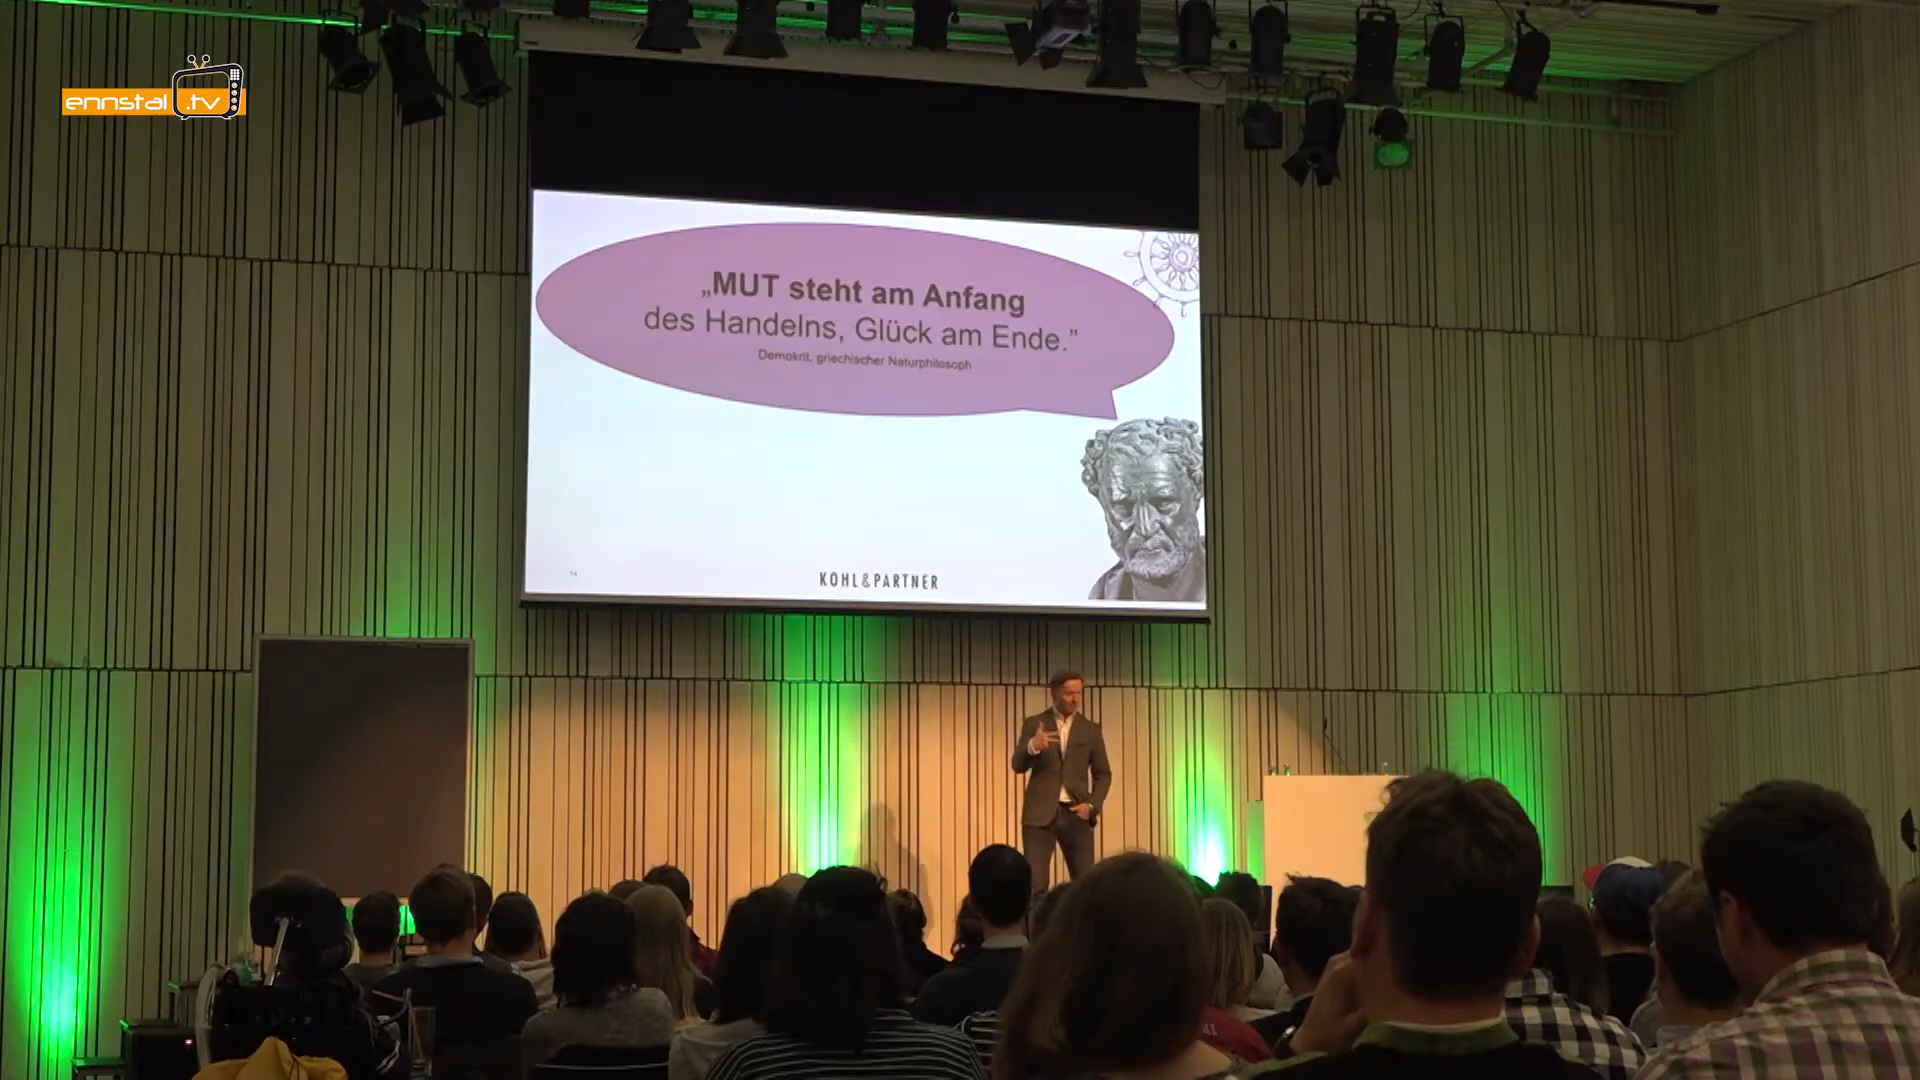 ennstal .tv
„MUT steht am Anfang
des Handelns, Glück am Ende.”
Demokrit, griechischer Naturphilosoph
KOHL&PARTNER